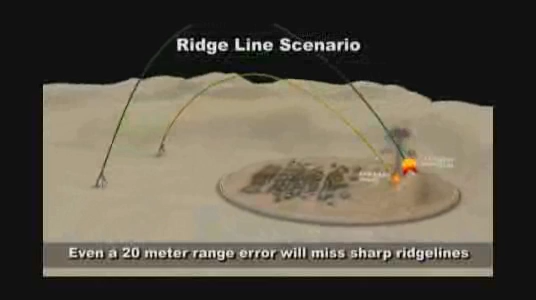 Ridge Line Scenario
Even a 20 meter range error will miss sharp ridgelines